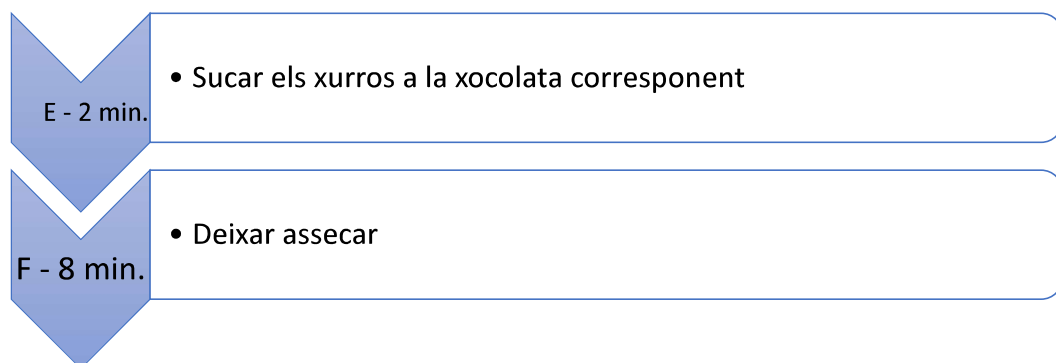 E - 2 min.
• Sucar els xurros a la xocolata corresponent
F - 8 min.
• Deixar assecar